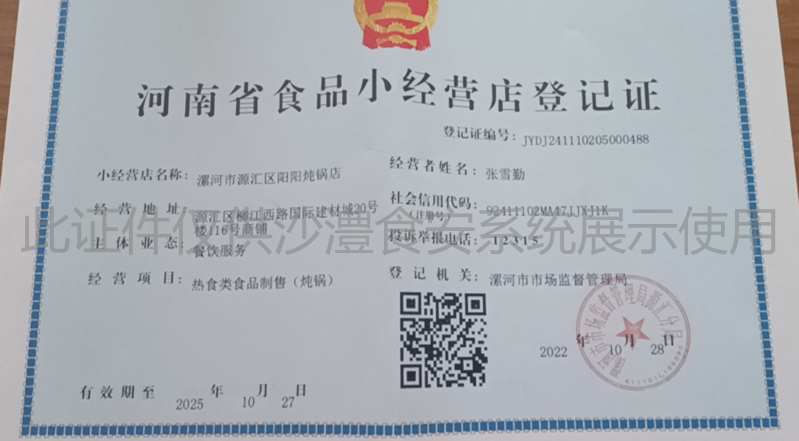 河南省食品小经营店登记证
登记证编号: JYDJ241110205000488
小经营店名称: 漯河市源汇区阳阳炖锅店
经营者姓名: 张雪勤
经营地址: 源汇区柳江西路国际建材城20号
楼116号商铺
社会信用代码: 92411102MA47JJXJ1K
(注册号)
此证件仅供沙澧食安系统展示使用
主体业态: 餐饮服务
投诉举报电话: 12315
经营项目: 热食类食品制售（炖锅）
登记机关: 漯河市市场监督管理局
2022 年 10 月 28 日
有效期至 2025 年 10 月 27 日